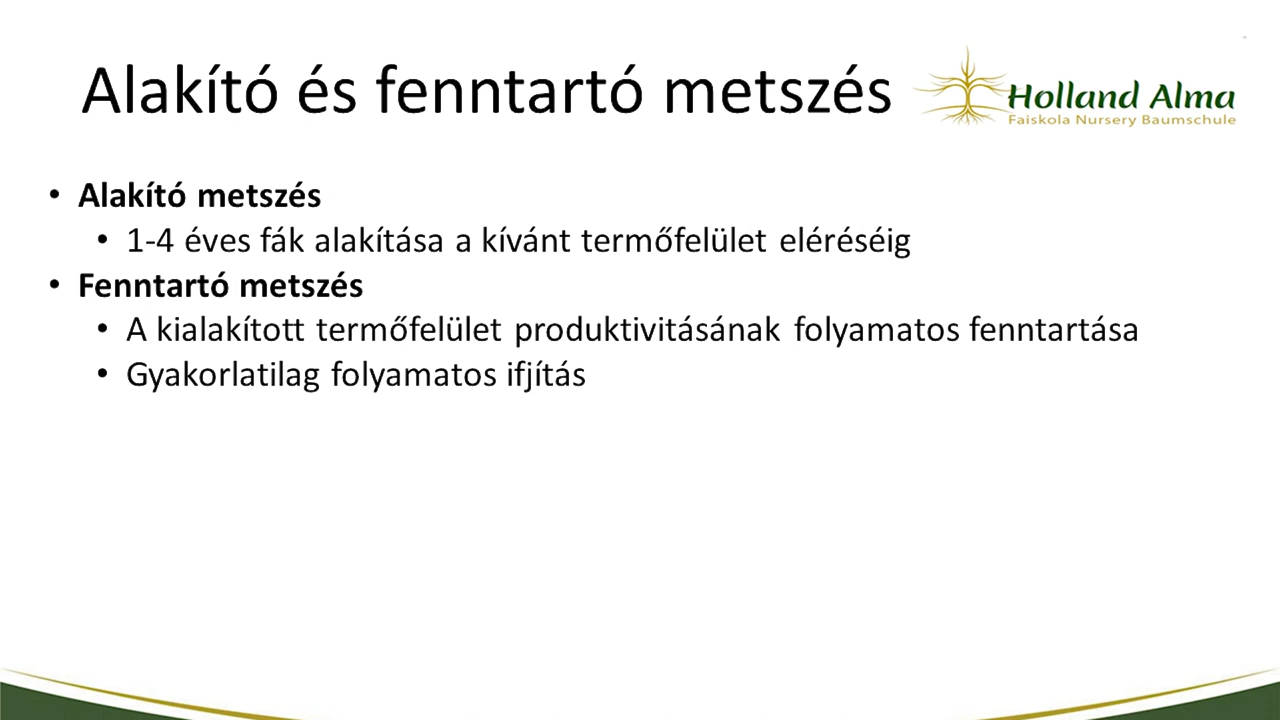 Alakító és fenntartó metszés
Holland Alma
Faiskola Nursery Baumschule
• Alakító metszés
• 1-4 éves fák alakítása a kívánt termőfelület eléréséig
• Fenntartó metszés
• A kialakított termőfelület produktivitásának folyamatos fenntartása
• Gyakorlatilag folyamatos ifjítás